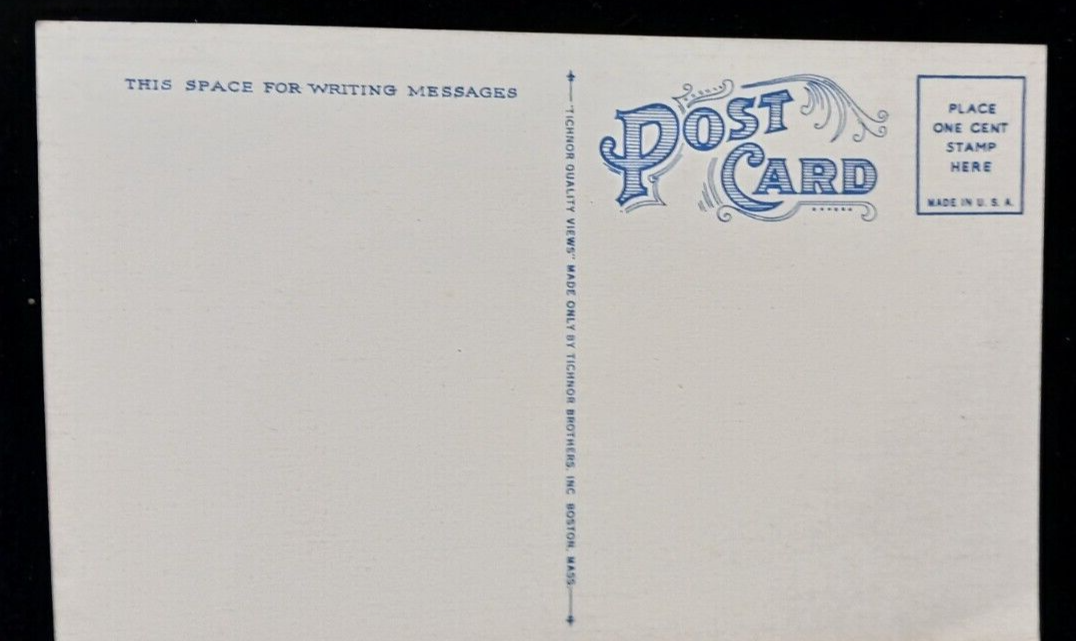 THIS SPACE FOR WRITING MESSAGES
"TICHNOR QUALITY VIEWS" MADE ONLY BY TICHNOR BROTHERS, INC BOSTON, MASS.
POST
CARD
PLACE
ONE CENT
STAMP
HERE
MADE IN U. S. A.